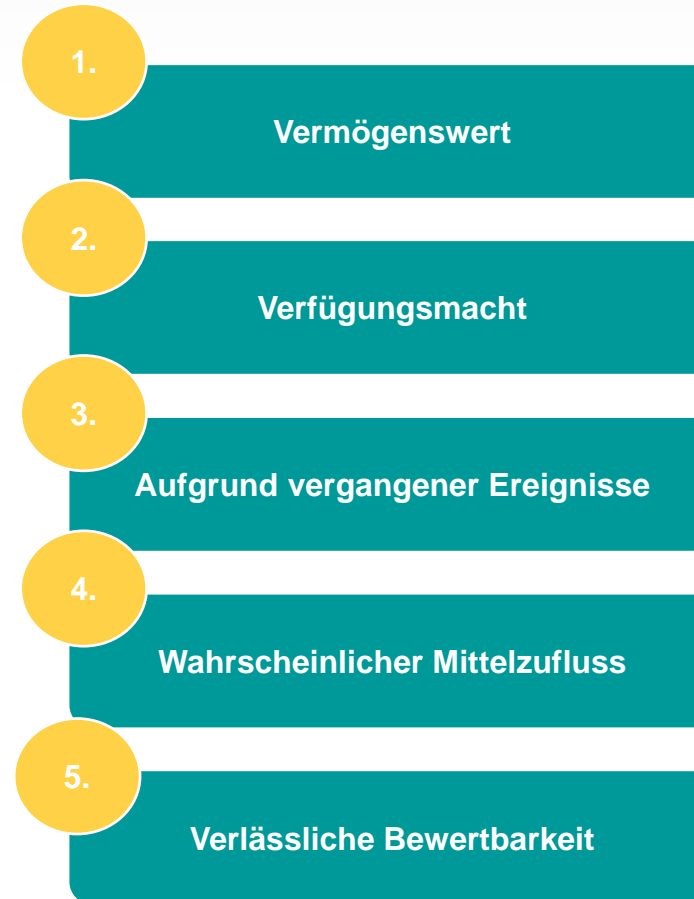 1.
Vermögenswert
2.
Verfügungsmacht
3.
Aufgrund vergangener Ereignisse
4.
Wahrscheinlicher Mittelzufluss
5.
Verlässliche Bewertbarkeit